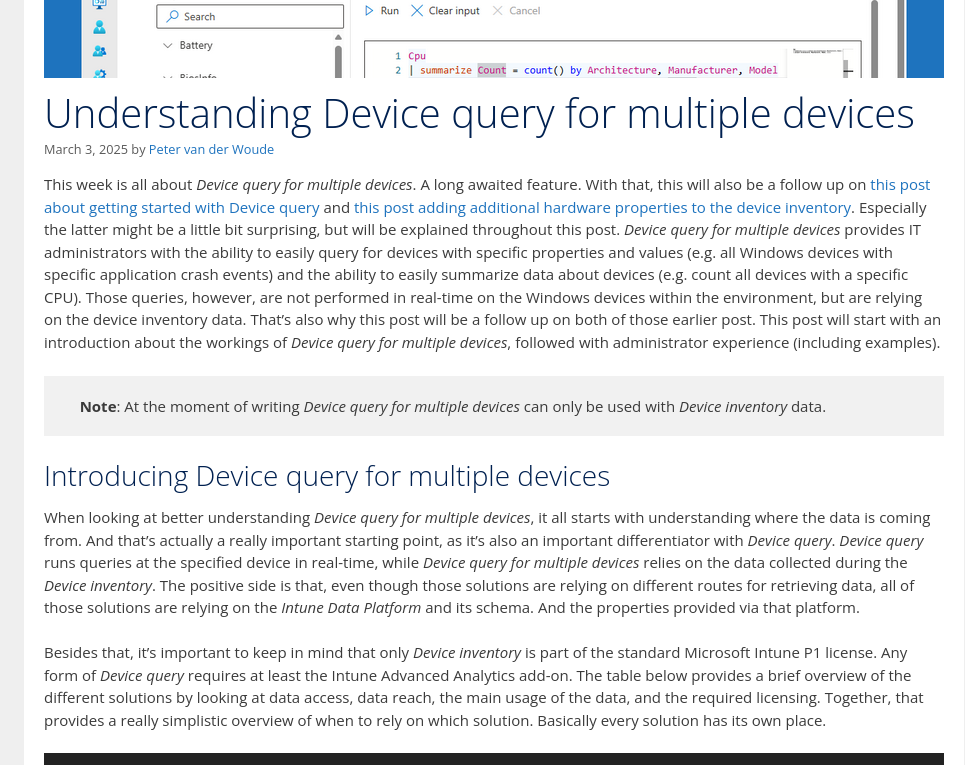 Search
Run Clear input Cancel
Battery
BiosInfo
1 Cpu
2 | summarize Count = count() by Architecture, Manufacturer, Model
Understanding Device query for multiple devices
March 3, 2025 by Peter van der Woude
This week is all about Device query for multiple devices. A long awaited feature. With that, this will also be a follow up on this post
about getting started with Device query and this post adding additional hardware properties to the device inventory. Especially
the latter might be a little bit surprising, but will be explained throughout this post. Device query for multiple devices provides IT
administrators with the ability to easily query for devices with specific properties and values (e.g. all Windows devices with
specific application crash events) and the ability to easily summarize data about devices (e.g. count all devices with a specific
CPU). Those queries, however, are not performed in real-time on the Windows devices within the environment, but are relying
on the device inventory data. That’s also why this post will be a follow up on both of those earlier post. This post will start with an
introduction about the workings of Device query for multiple devices, followed with administrator experience (including examples).
Note: At the moment of writing Device query for multiple devices can only be used with Device inventory data.
Introducing Device query for multiple devices
When looking at better understanding Device query for multiple devices, it all starts with understanding where the data is coming
from. And that’s actually a really important starting point, as it’s also an important differentiator with Device query. Device query
runs queries at the specified device in real-time, while Device query for multiple devices relies on the data collected during the
Device inventory. The positive side is that, even though those solutions are relying on different routes for retrieving data, all of
those solutions are relying on the Intune Data Platform and its schema. And the properties provided via that platform.
Besides that, it’s important to keep in mind that only Device inventory is part of the standard Microsoft Intune P1 license. Any
form of Device query requires at least the Intune Advanced Analytics add-on. The table below provides a brief overview of the
different solutions by looking at data access, data reach, the main usage of the data, and the required licensing. Together, that
provides a really simplistic overview of when to rely on which solution. Basically every solution has its own place.